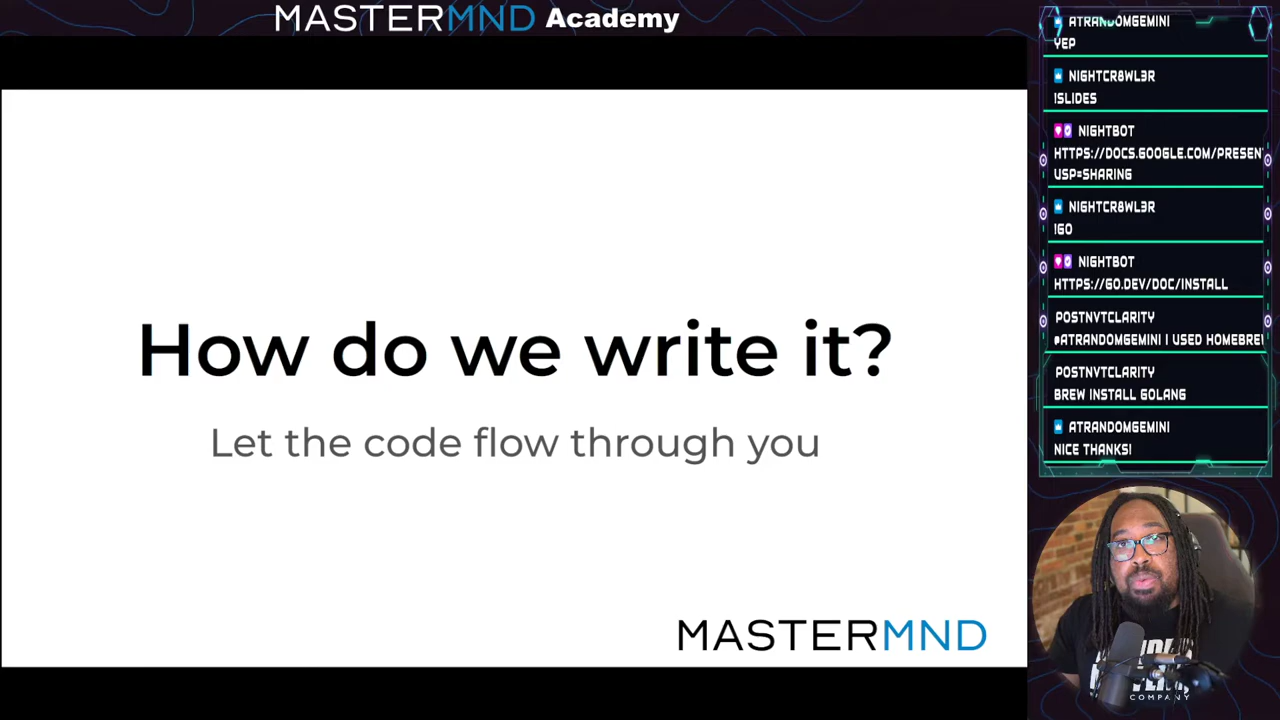 MASTERMND Academy
How do we write it?
Let the code flow through you
MASTERMND
ATRANDOMGEMINI
YEP
NIGHTCR8WL3R
!SLIDES
NIGHTBOT
HTTPS://DOCS.GOOGLE.COM/PRESEN
USP=SHARING
NIGHTCR8WL3R
!GO
NIGHTBOT
HTTPS://GO.DEV/DOC/INSTALL
POSTNVTCLARITY
@ATRANDOMGEMINI I USED HOMEBREW
POSTNVTCLARITY
BREW INSTALL GOLANG
ATRANDOMGEMINI
NICE THANKS!
COMPANY